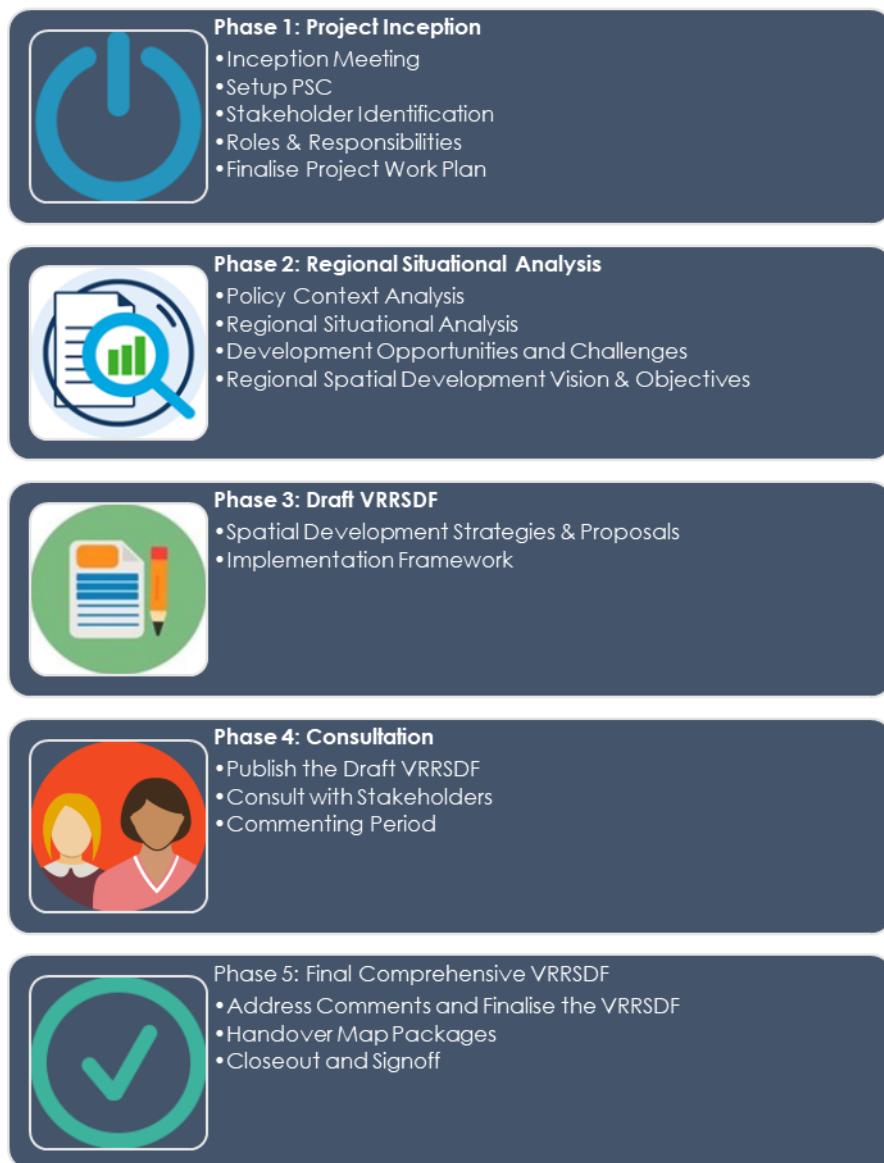 Phase 1: Project Inception
•Inception Meeting
•Setup PSC
•Stakeholder Identification
•Roles & Responsibilities
•Finalise Project Work Plan
Phase 2: Regional Situational Analysis
•Policy Context Analysis
•Regional Situational Analysis
•Development Opportunities and Challenges
•Regional Spatial Development Vision & Objectives
Phase 3: Draft VRRSDF
•Spatial Development Strategies & Proposals
•Implementation Framework
Phase 4: Consultation
•Publish the Draft VRRSDF
•Consult with Stakeholders
•Commenting Period
Phase 5: Final Comprehensive VRRSDF
•Address Comments and Finalise the VRRSDF
•Handover Map Packages
•Closeout and Signoff